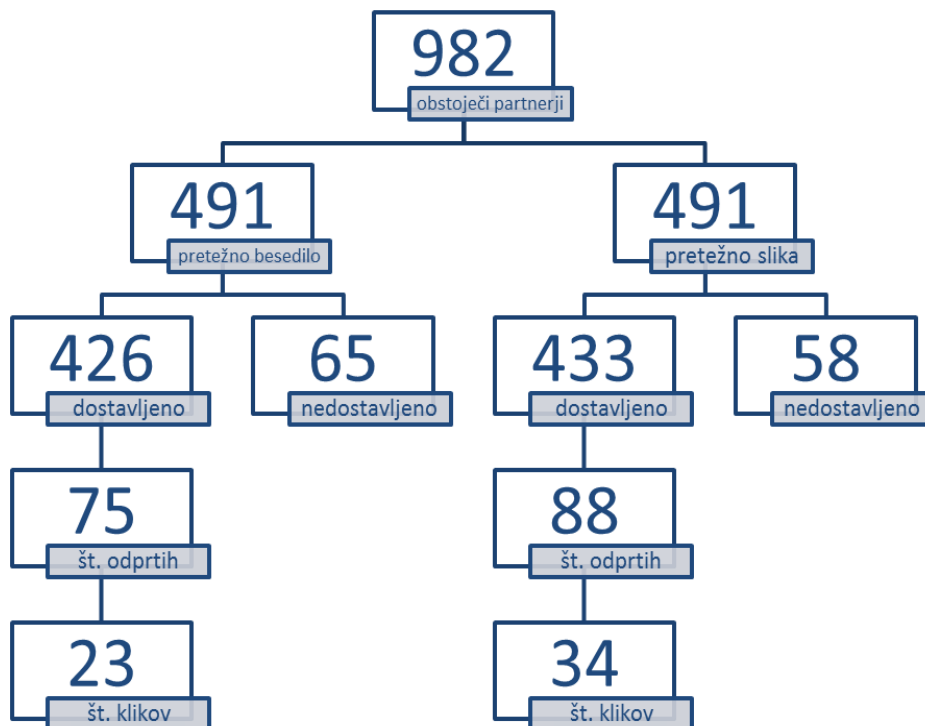 982
obstoječi partnerji
491
pretežno besedilo
491
pretežno slika
426
dostavljeno
65
nedostavljeno
433
dostavljeno
58
nedostavljeno
75
št. odprtih
88
št. odprtih
23
št. klikov
34
št. klikov